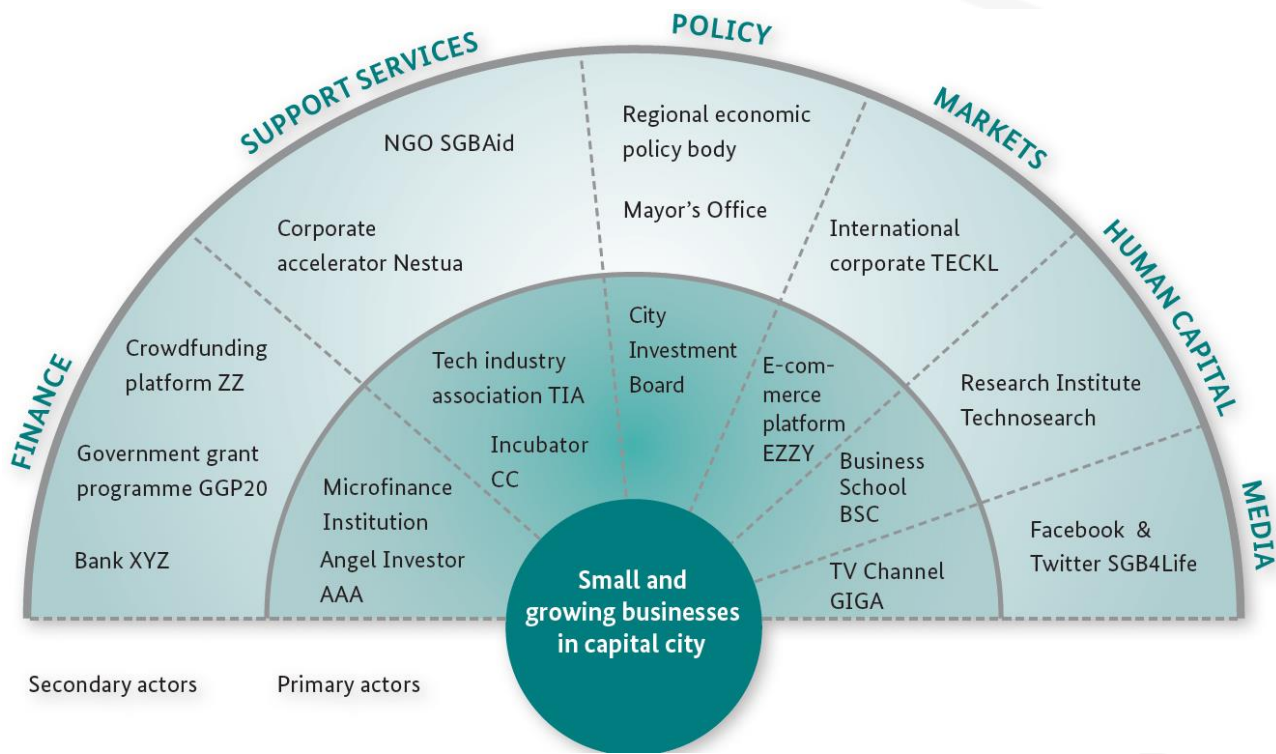 POLICY
SUPPORT SERVICES
MARKETS
HUMAN CAPITAL
FINANCE
MEDIA
NGO SGBAid
Corporate
accelerator Nestua
Regional economic
policy body
Mayor's Office
International
corporate TECKL
Crowdfunding
platform ZZ
Government grant
programme GGP20
Bank XYZ
Tech industry
association TIA
Incubator
CC
City
Investment
Board
E-com-
merce
platform
EZZY
Research Institute
Technosearch
Microfinance
Institution
Angel Investor
AAA
Business
School
BSC
TV Channel
GIGA
Facebook &
Twitter SGB4Life
Small and
growing businesses
in capital city
Secondary actors
Primary actors